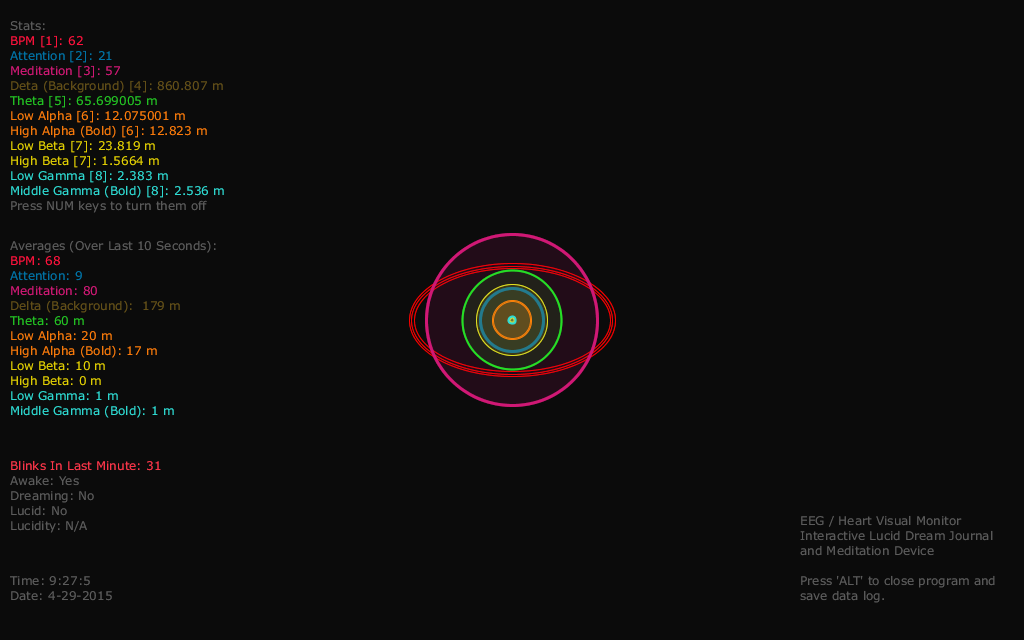 Stats:
BPM [1]: 62
Attention [2]: 21
Meditation [3]: 57
Deta (Background) [4]: 860.807 m
Theta [5]: 65.699005 m
Low Alpha [6]: 12.075001 m
High Alpha (Bold) [6]: 12.823 m
Low Beta [7]: 23.819 m
High Beta [7]: 1.5664 m
Low Gamma [8]: 2.383 m
Middle Gamma (Bold) [8]: 2.536 m
Press NUM keys to turn them off
Averages (Over Last 10 Seconds):
BPM: 68
Attention: 9
Meditation: 80
Delta (Background):  179 m
Theta: 60 m
Low Alpha: 20 m
High Alpha (Bold): 17 m
Low Beta: 10 m
High Beta: 0 m
Low Gamma: 1 m
Middle Gamma (Bold): 1 m
Blinks In Last Minute: 31
Awake: Yes
Dreaming: No
Lucid: No
Lucidity: N/A
Time: 9:27:5
Date: 4-29-2015
EEG / Heart Visual Monitor
Interactive Lucid Dream Journal
and Meditation Device
Press 'ALT' to close program and
save data log.